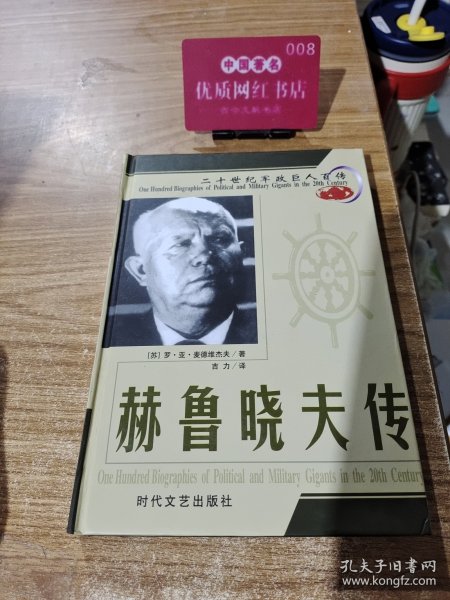 008
中国著名
优质网红书店
二十世纪军政巨人百传
One Hundred Biographies of Political and Military Gigants in the 20th Century
[苏]罗·亚·麦德维杰夫/著
吉力/译
赫鲁晓夫传
One Hundred Biographies of Political and Military Gigants in the 20th Century
时代文艺出版社
孔夫子旧书网
www.kongfz.com